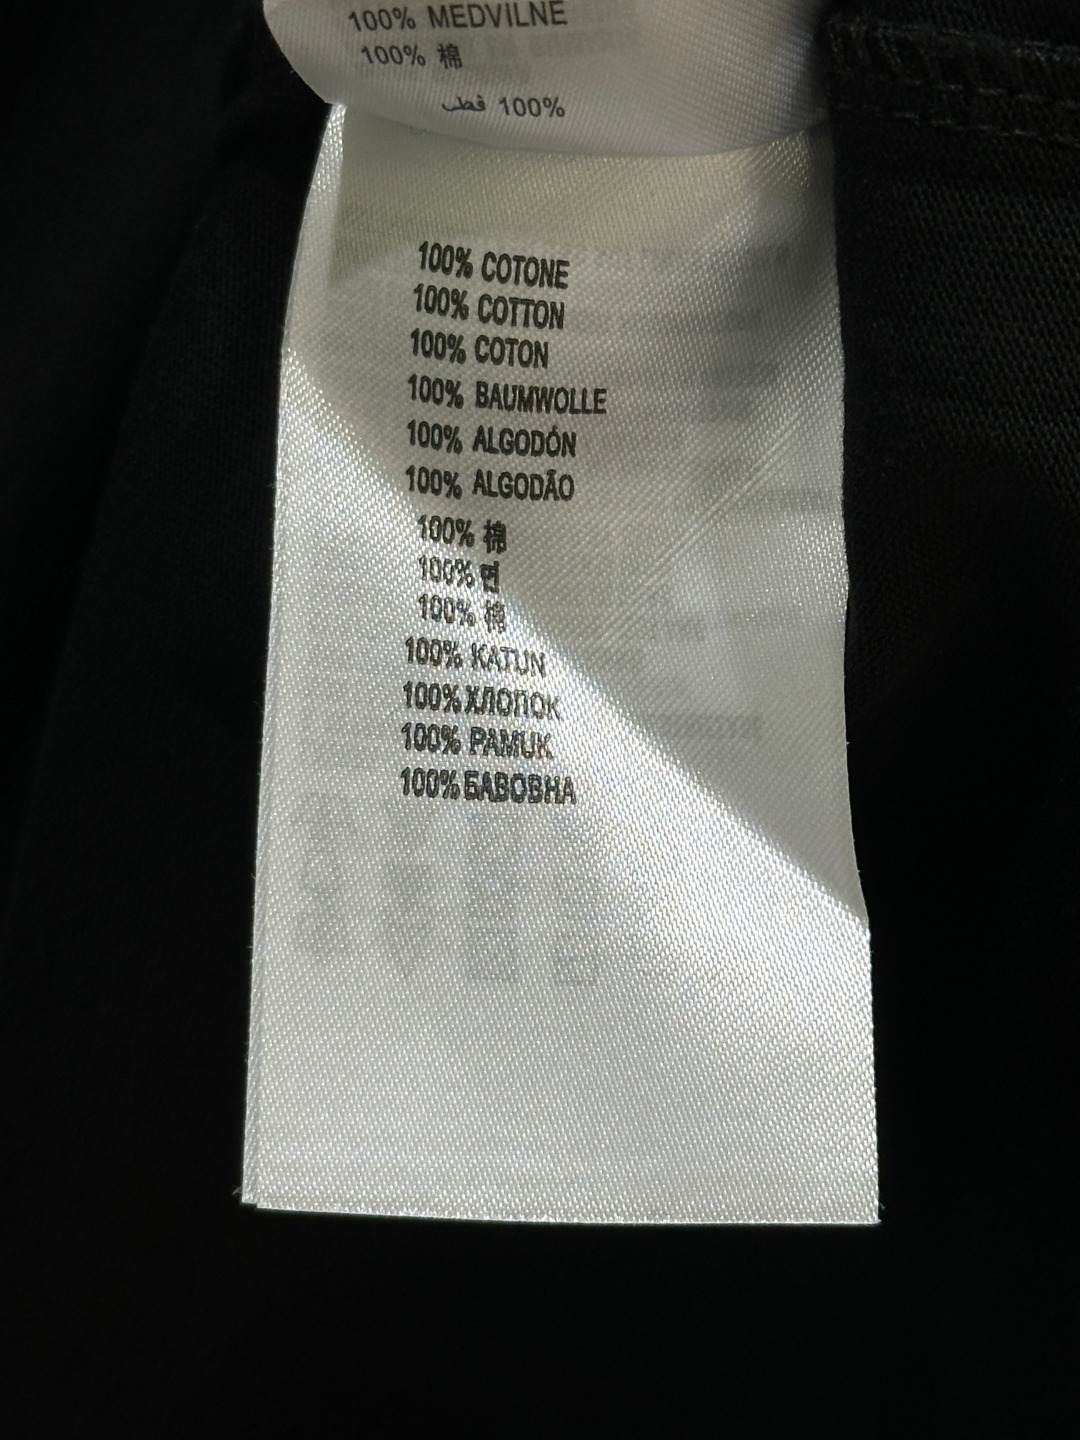 100% MEDVILNE
100% 棉
قطن 100%
100% COTONE
100% COTTON
100% COTON
100% BAUMWOLLE
100% ALGODÓN
100% ALGODÃO
100% 棉
100% 면
100% 棉
100% KATUN
100% ХЛОПОК
100% PAMUK
100% БАВОВНА